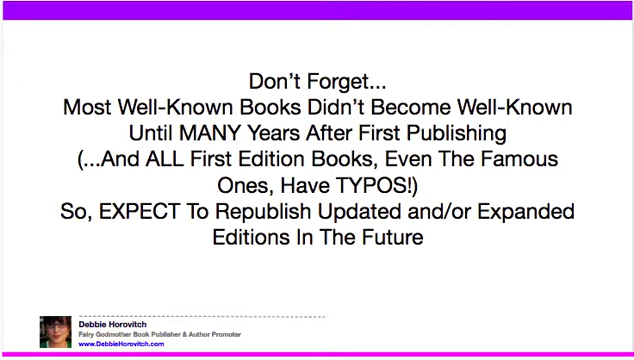 Don't Forget...
Most Well-Known Books Didn't Become Well-Known
Until MANY Years After First Publishing
(...And ALL First Edition Books, Even The Famous
Ones, Have TYPOS!)
So, EXPECT To Republish Updated and/or Expanded
Editions In The Future
Debbie Horovitch
Fairy Godmother Book Publisher & Author Promoter
www.DebbieHorovitch.com